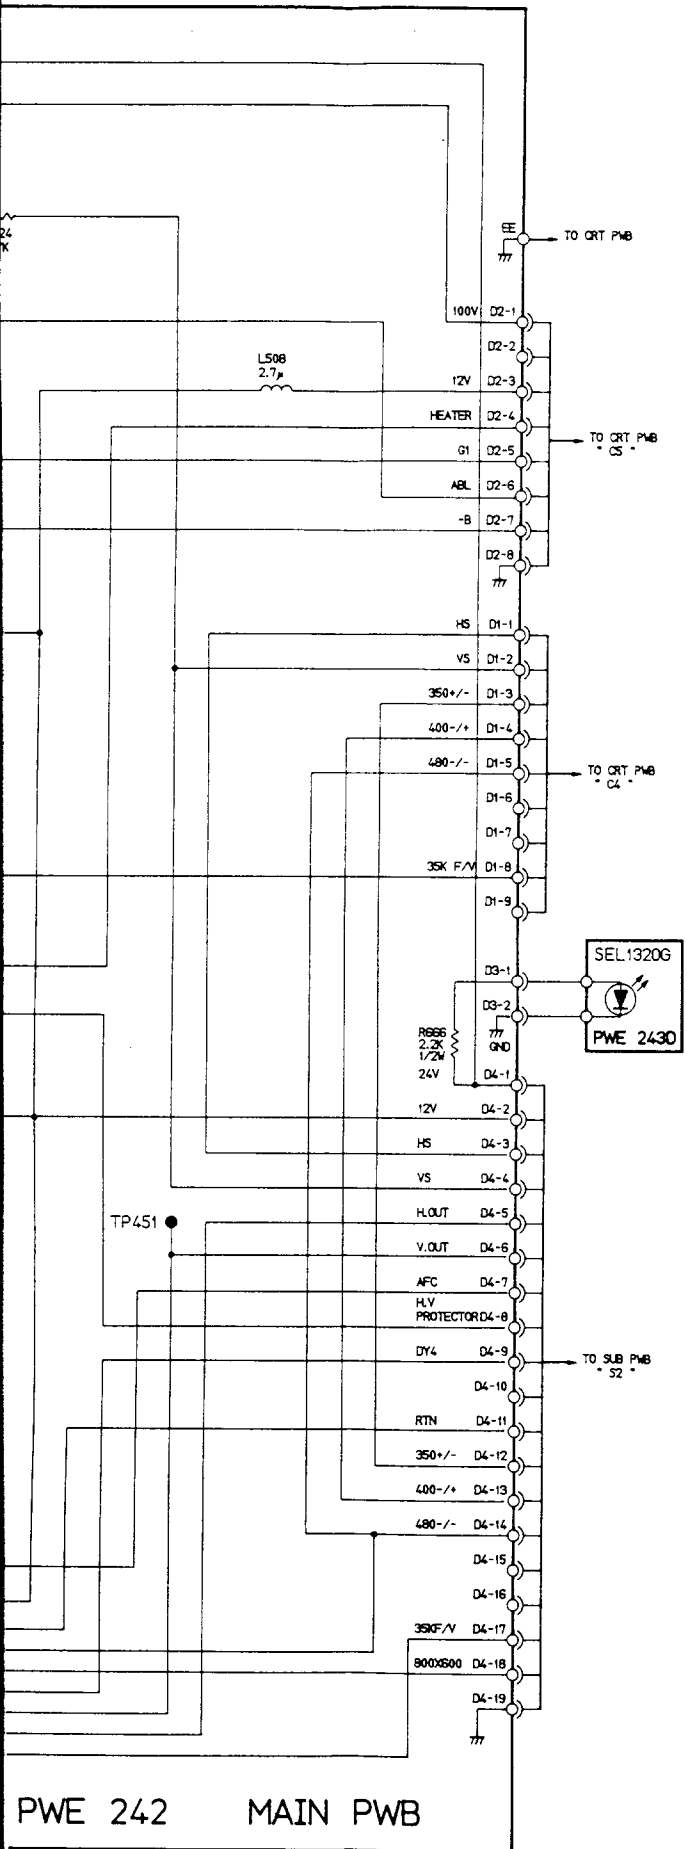 24
K
EE
TO CRT PWB
100V D2-1
D2-2
L508
2.7μ
12V D2-3
HEATER D2-4
TO CRT PWB
" C5 "
G1 D2-5
ABL D2-6
-B D2-7
D2-8
HS D1-1
VS D1-2
350+/- D1-3
400-/+ D1-4
480-/- D1-5
TO CRT PWB
" C4 "
D1-6
D1-7
35K F/V D1-8
D1-9
SEL1320G
D3-1
D3-2
GND
PWE 243D
R666
2.2K
1/2W
24V D4-1
12V D4-2
HS D4-3
VS D4-4
TP451
H.OUT D4-5
V.OUT D4-6
AFC D4-7
H.V
PROTECTOR D4-8
DY4 D4-9
TO SUB PWB
" S2 "
D4-10
RTN D4-11
350+/- D4-12
400-/+ D4-13
480-/- D4-14
D4-15
D4-16
35KF/V D4-17
800X600 D4-18
D4-19
PWE 242 MAIN PWB